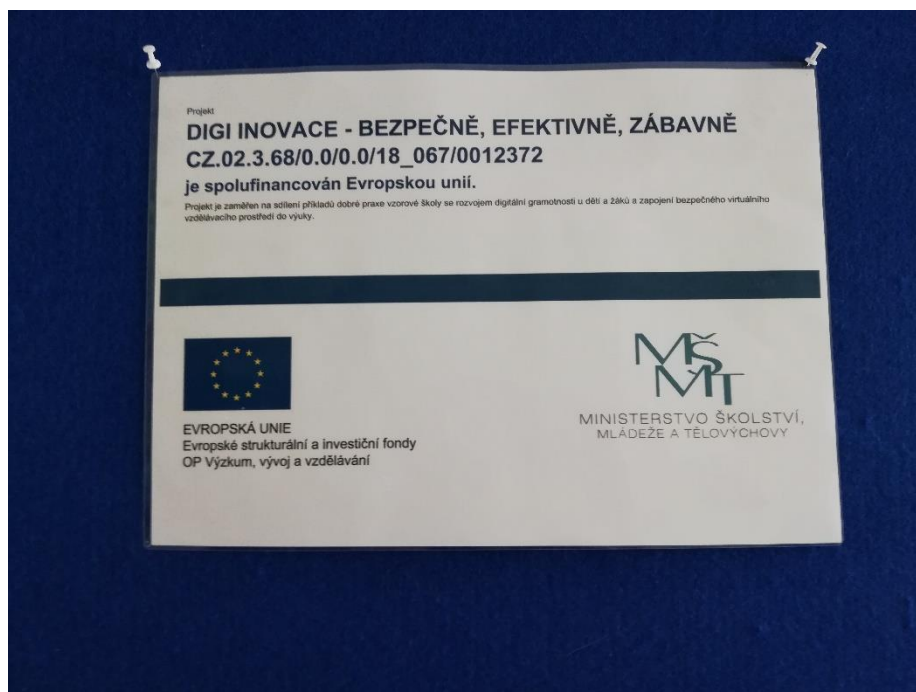 Projekt
DIGI INOVACE - BEZPEČNĚ, EFEKTIVNĚ, ZÁBAVNĚ
CZ.02.3.68/0.0/0.0/18_067/0012372
je spolufinancován Evropskou unií.
Projekt je zaměřen na sdílení příkladů dobré praxe vzorové školy se rozvojem digitální gramotnosti u dětí a žáků a zapojení bezpečného virtuálního
vzdělávacího prostředí do výuky.
EVROPSKÁ UNIE
Evropské strukturální a investiční fondy
OP Výzkum, vývoj a vzdělávání
MŠ
MT
MINISTERSTVO ŠKOLSTVÍ,
MLÁDEŽE A TĚLOVÝCHOVY